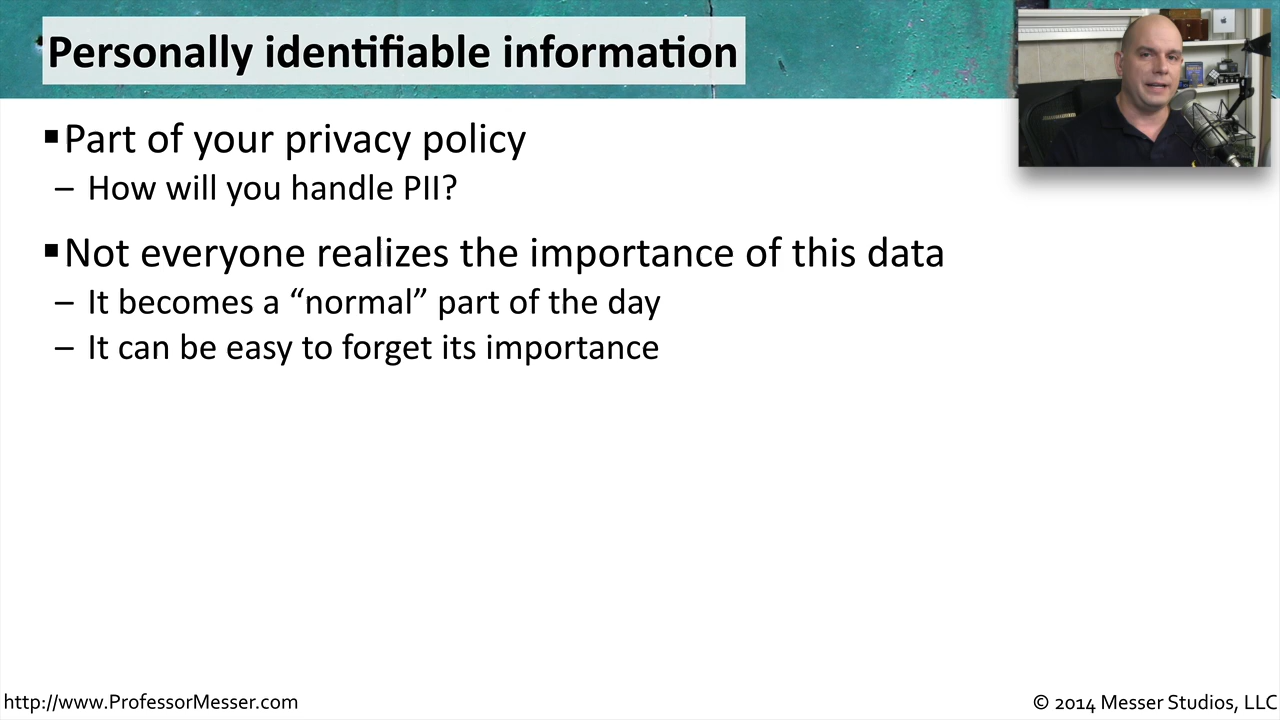 Personally identifiable information
▪Part of your privacy policy
– How will you handle PII?
▪Not everyone realizes the importance of this data
– It becomes a “normal” part of the day
– It can be easy to forget its importance
http://www.ProfessorMesser.com
© 2014 Messer Studios, LLC